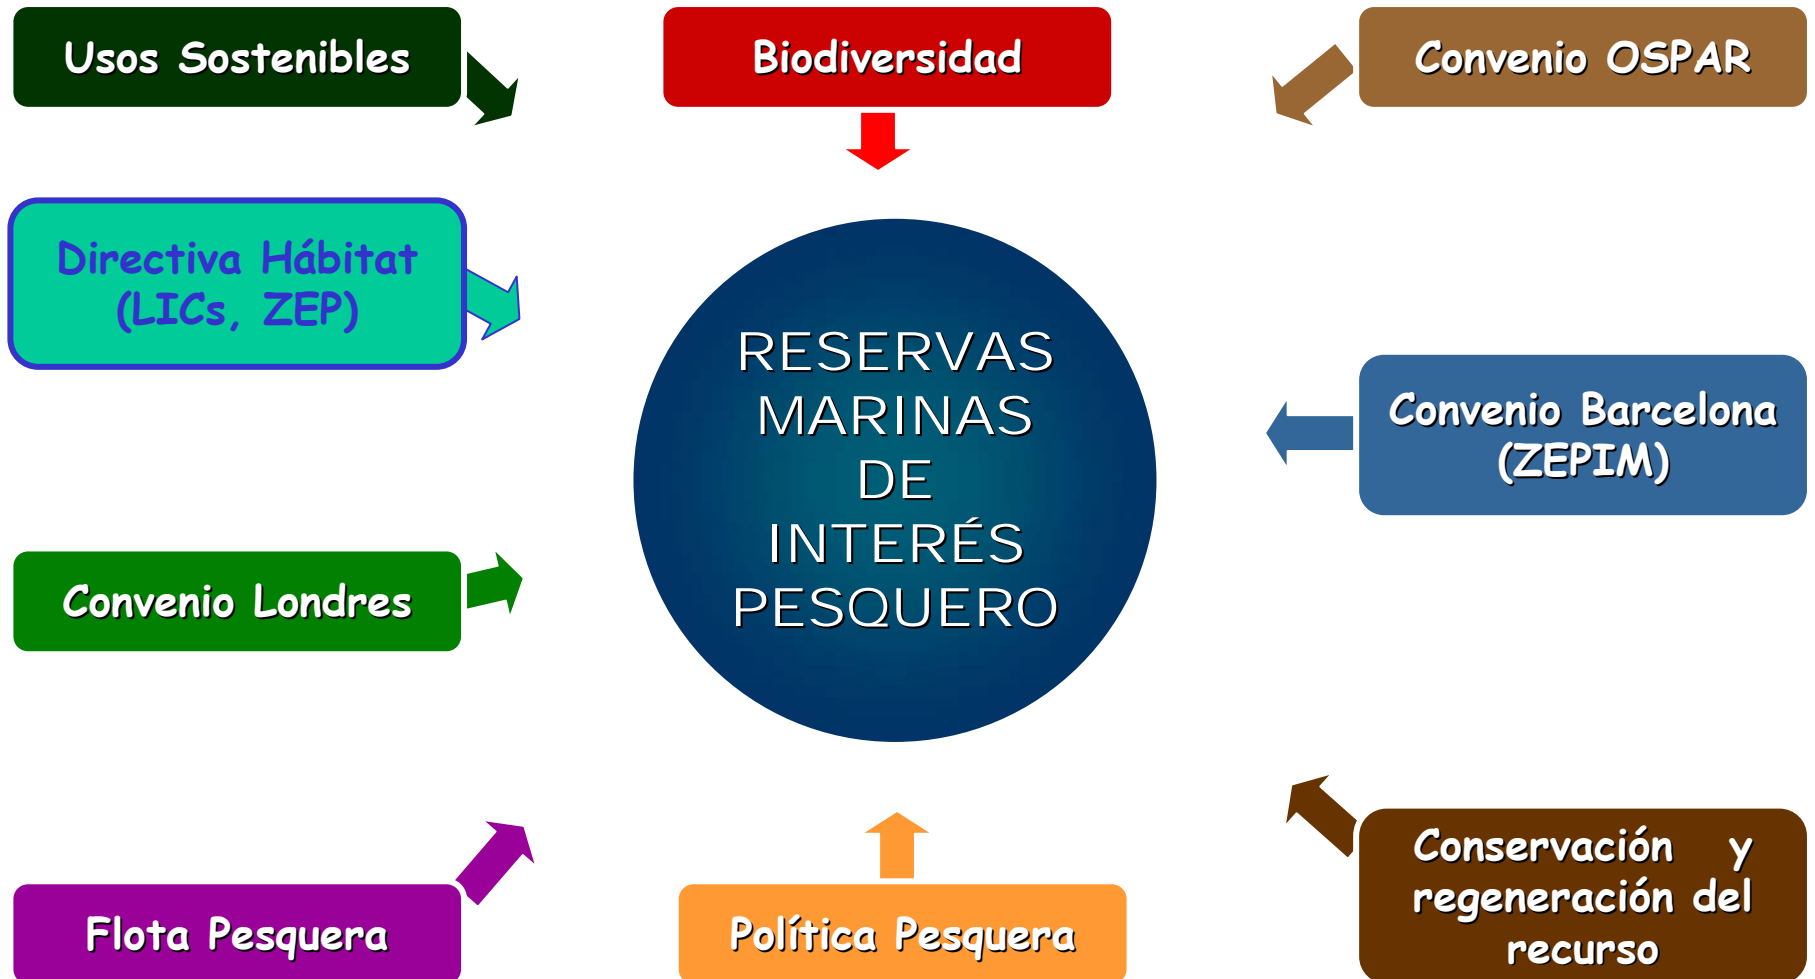 Usos Sostenibles
Biodiversidad
Convenio OSPAR
Directiva Hábitat
(LICs, ZEP)
RESERVAS
MARINAS
DE
INTERÉS
PESQUERO
Convenio Barcelona
(ZEPIM)
Convenio Londres
Flota Pesquera
Política Pesquera
Conservación y
regeneración del
recurso